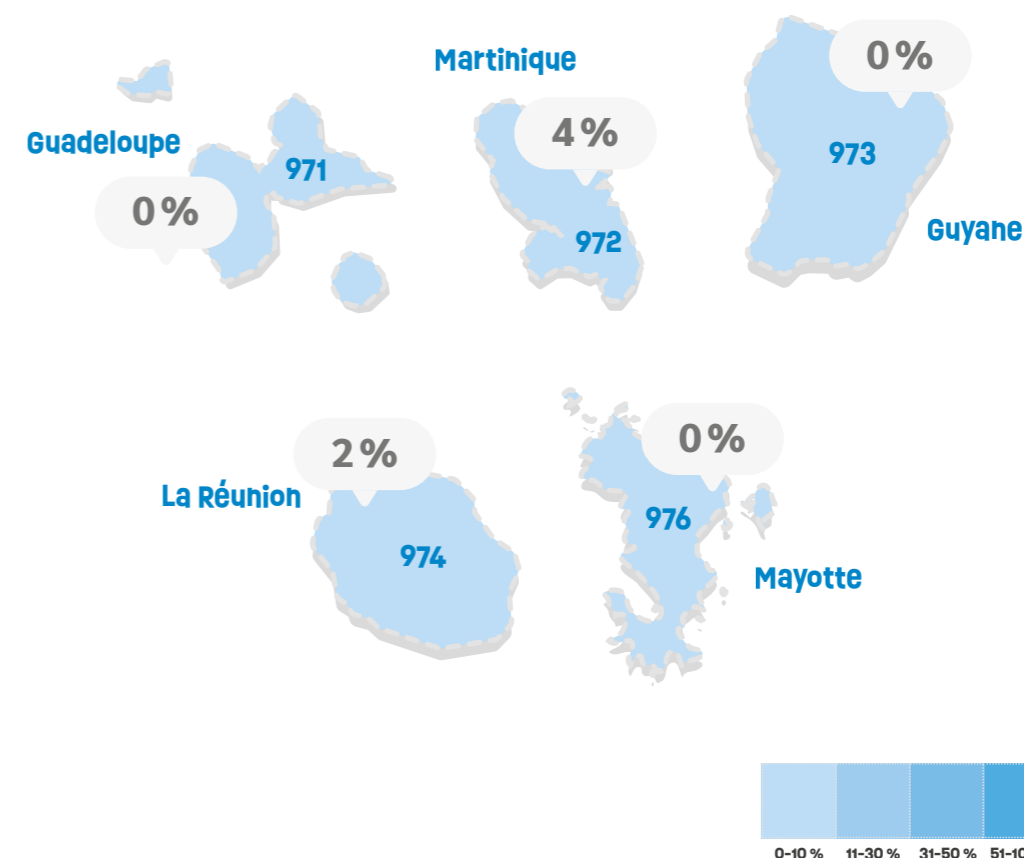 Martinique
0 %
4 %
Guadeloupe
971
973
0 %
Guyane
972
2 %
0 %
La Réunion
976
974
Mayotte
0-10 %
11-30 %
31-50 %